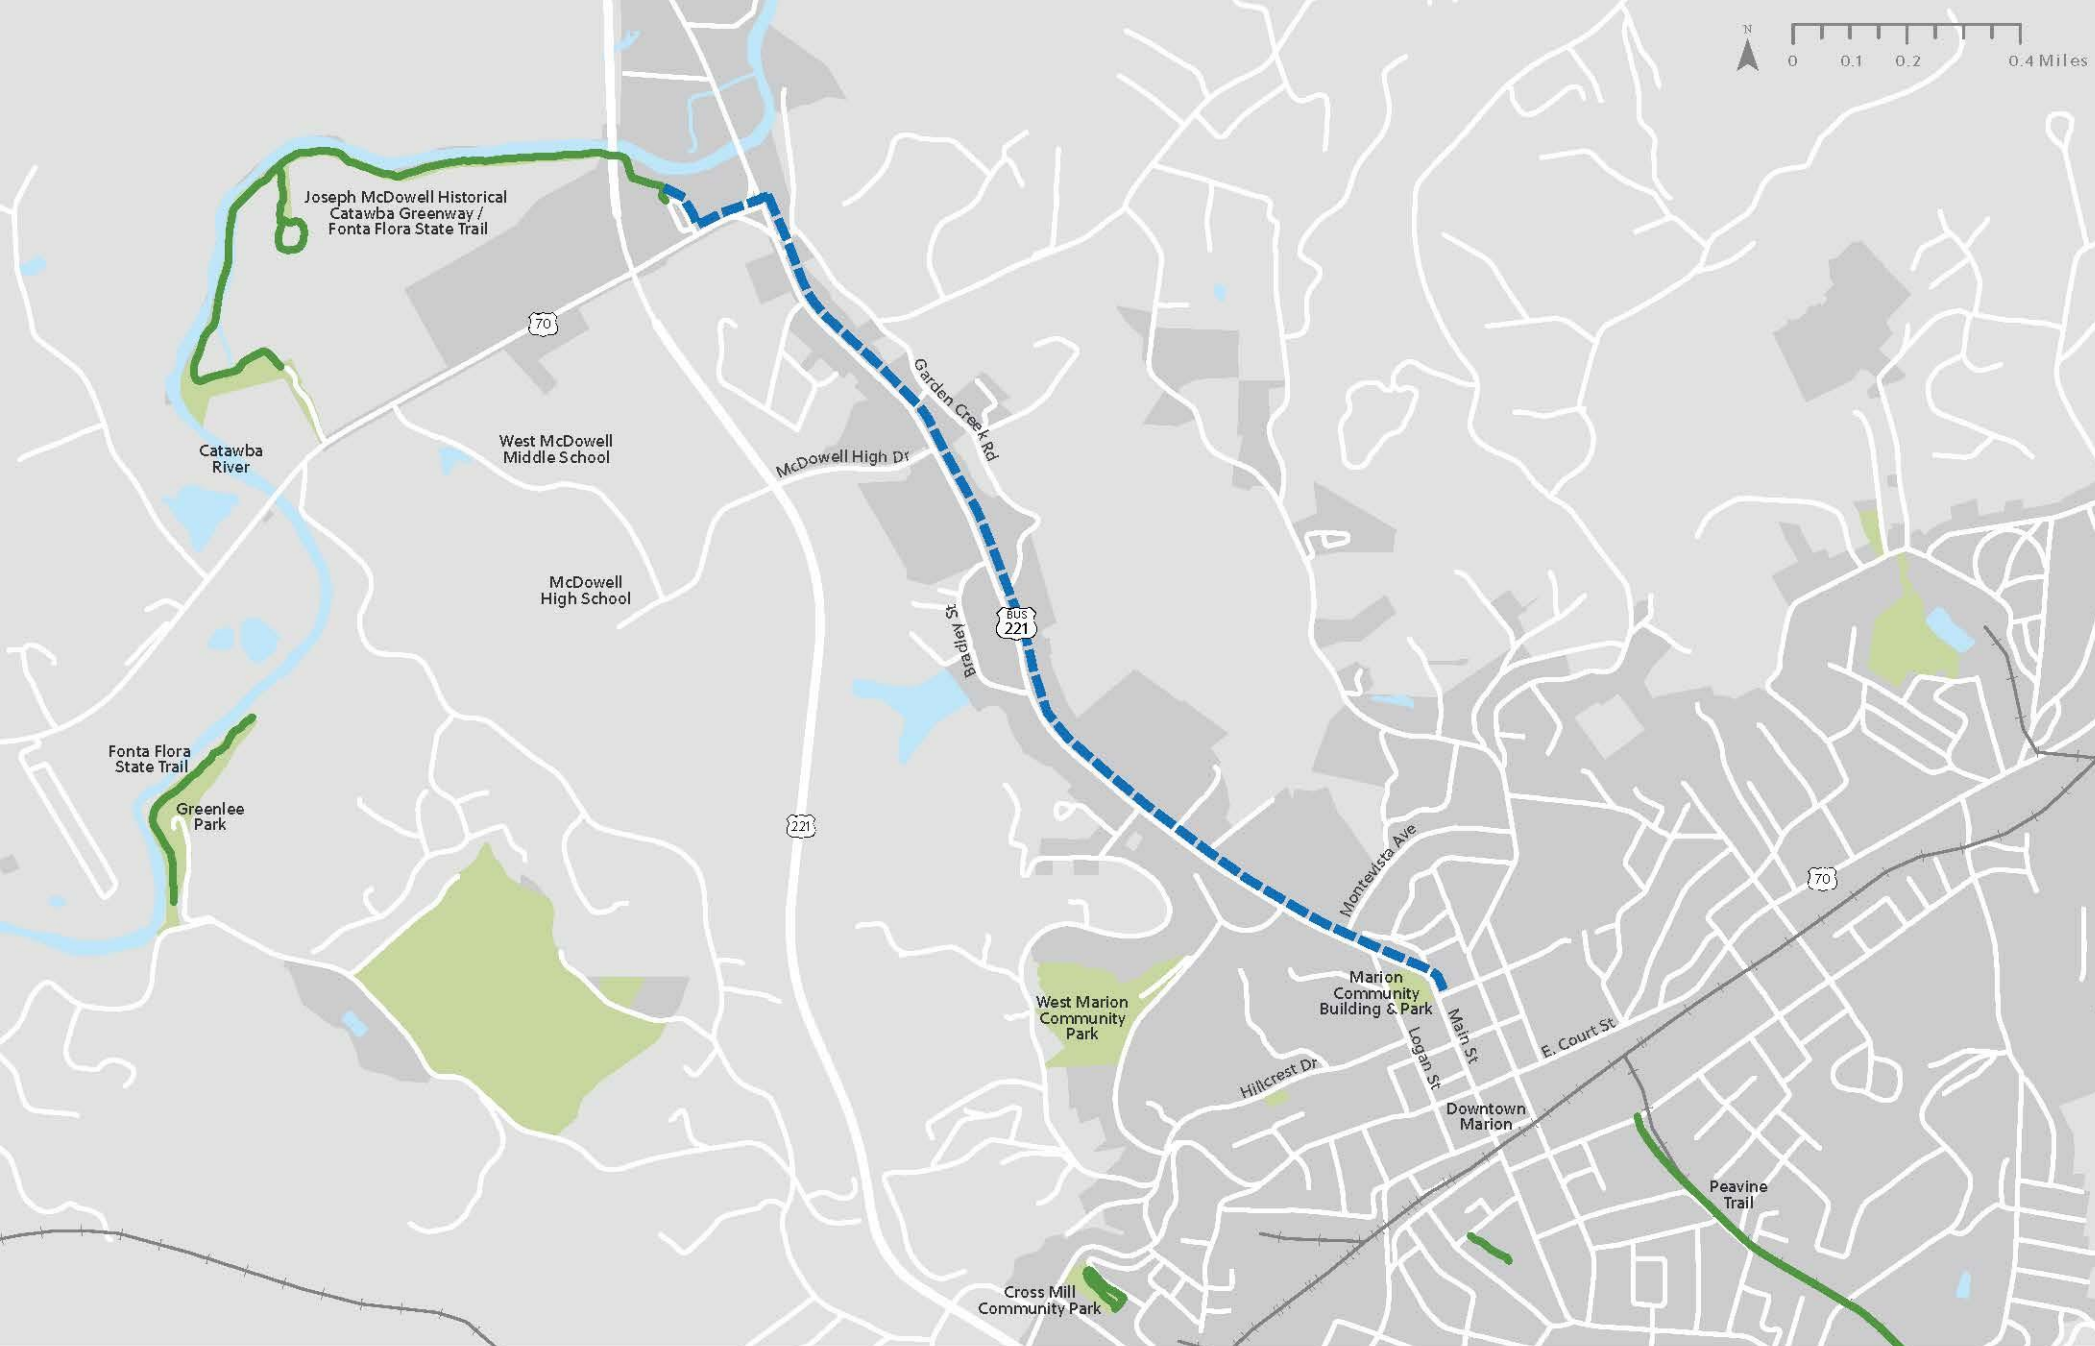 N
0 0.1 0.2 0.4 Miles
Joseph McDowell Historical
Catawba Greenway /
Fonta Flora State Trail
70
Garden Creek Rd
West McDowell
Middle School
McDowell High Dr
Catawba
River
McDowell
High School
Bradley St
BUS
221
Fonta Flora
State Trail
Greenlee
Park
221
Montevista Ave
70
West Marion
Community
Park
Marion
Community
Building & Park
Main St
Logan St
E. Court St
Hillcrest Dr
Downtown
Marion
Peavine
Trail
Cross Mill
Community Park